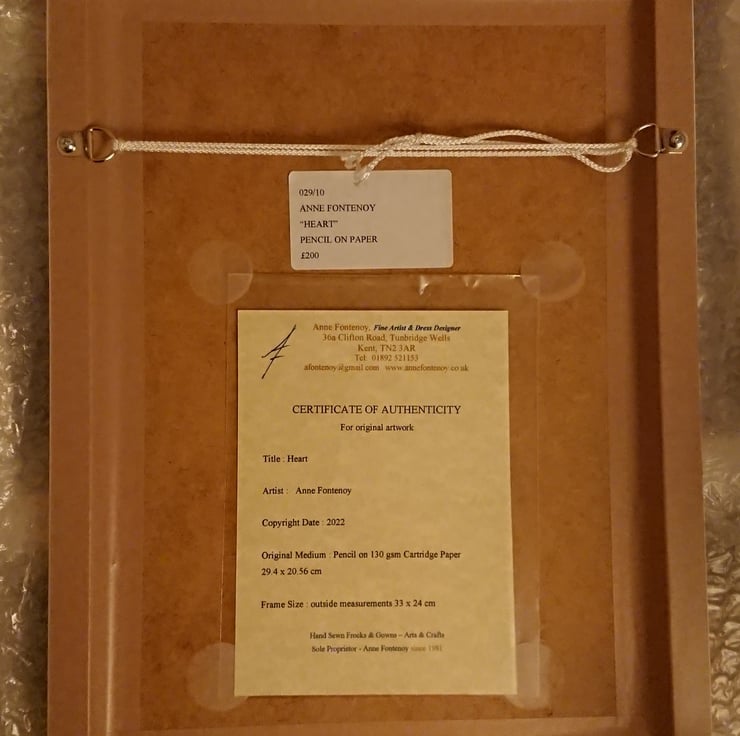 029/10
ANNE FONTENOY
“HEART”
PENCIL ON PAPER
£200
AF
Anne Fontenoy, Fine Artist & Dress Designer
36a Clifton Road, Tunbridge Wells
Kent, TN2 3AR
Tel: 01892 521153
afontenoy@gmail.com www.annefontenoy.co.uk
CERTIFICATE OF AUTHENTICITY
For original artwork
Title : Heart
Artist : Anne Fontenoy
Copyright Date : 2022
Original Medium : Pencil on 130 gsm Cartridge Paper
29.4 x 20.56 cm
Frame Size : outside measurements 33 x 24 cm
Hand Sewn Frocks & Gowns – Arts & Crafts
Sole Proprietor - Anne Fontenoy since 1981